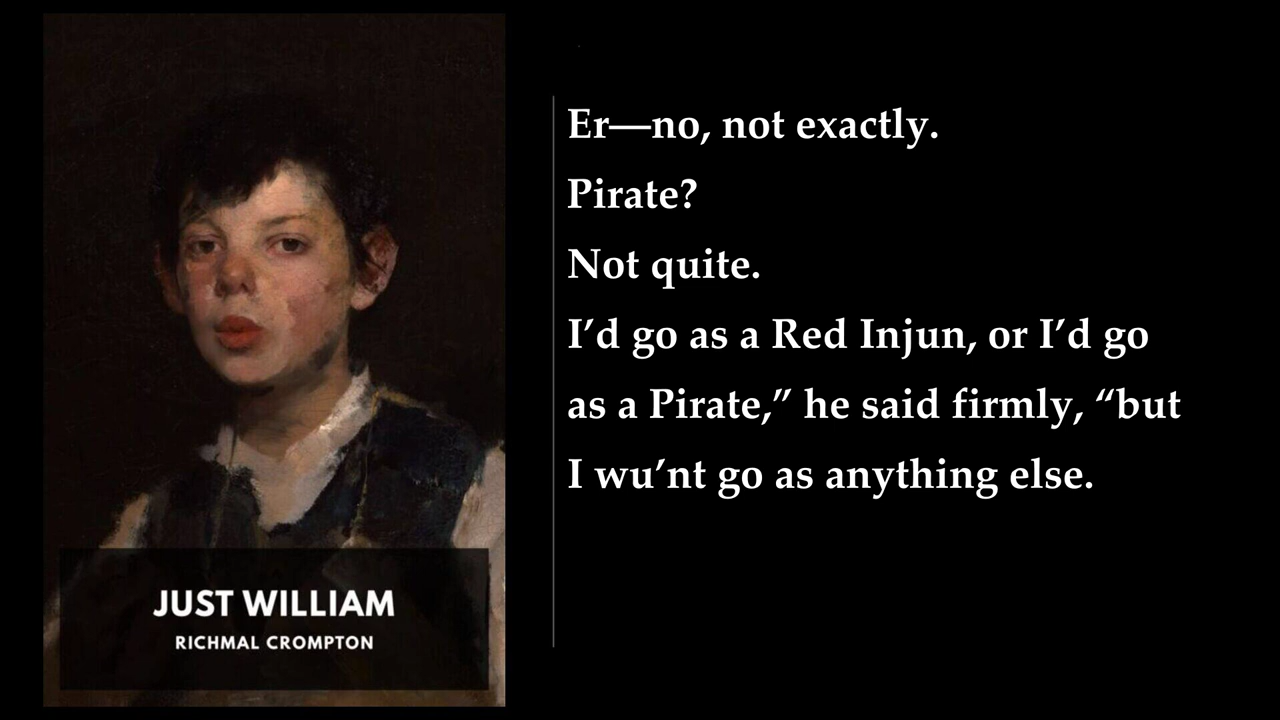 Er—no, not exactly.
Pirate?
Not quite.
I’d go as a Red Injun, or I’d go
as a Pirate,” he said firmly, “but
I wu’nt go as anything else.
JUST WILLIAM
RICHMAL CROMPTON